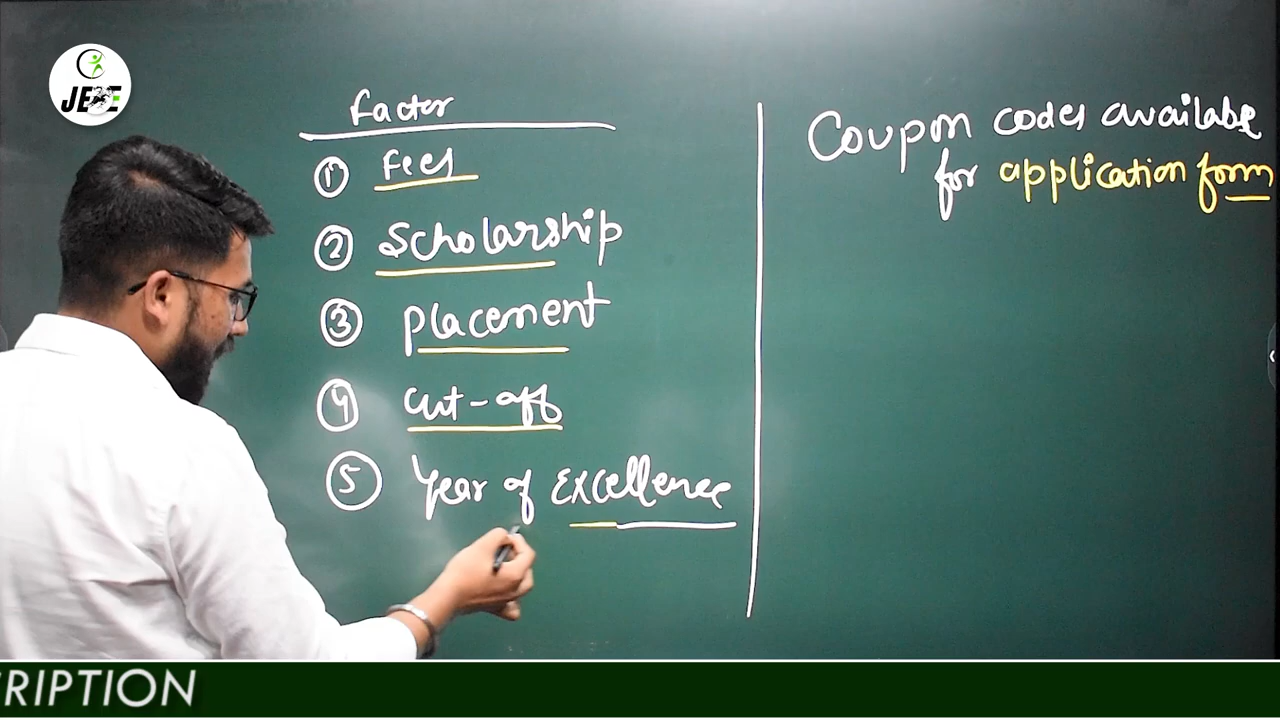 JEE
Factor
① Fees
② Scholarship
③ Placement
④ Cut-off
⑤ Year of Excellence
Coupon codes available
for application form
RIPTION